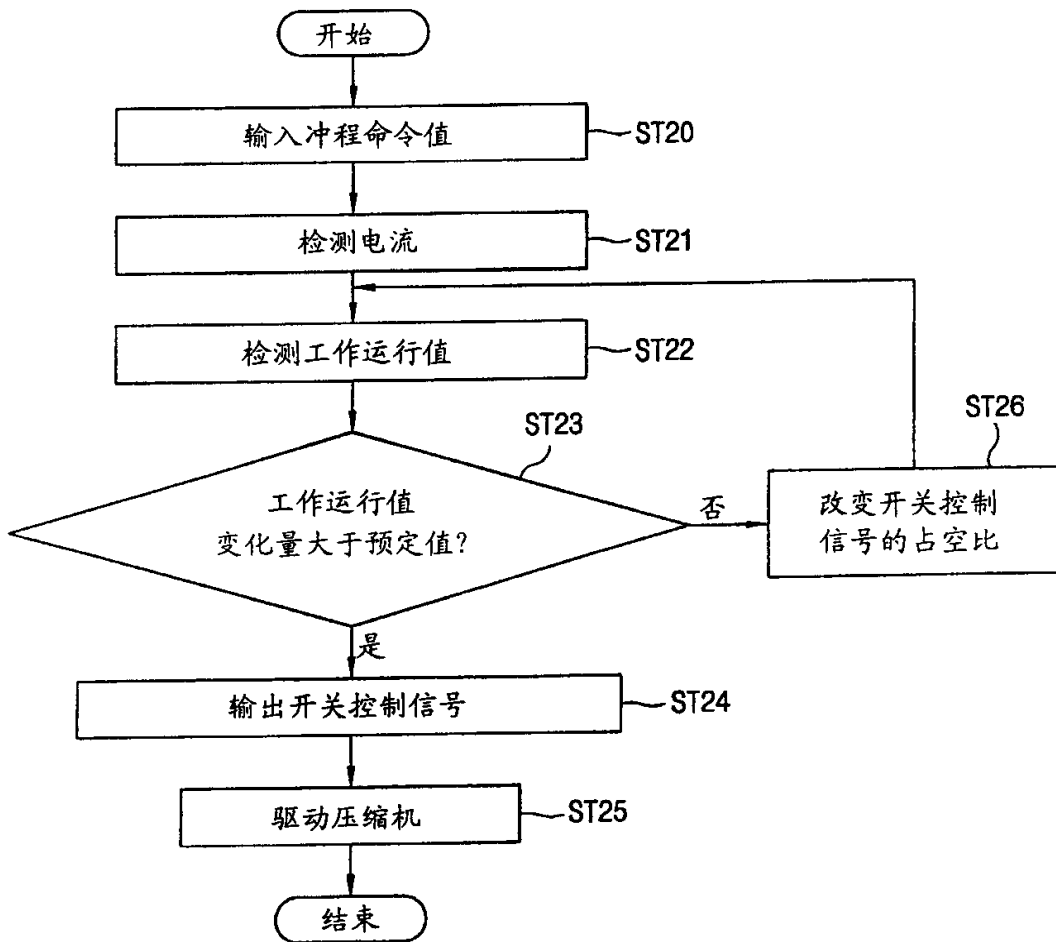 开始
输入冲程命令值
ST20
检测电流
ST21
检测工作运行值
ST22
ST23
ST26
工作运行值
变化量大于预定值?
否
改变开关控制
信号的占空比
是
输出开关控制信号
ST24
驱动压缩机
ST25
结束